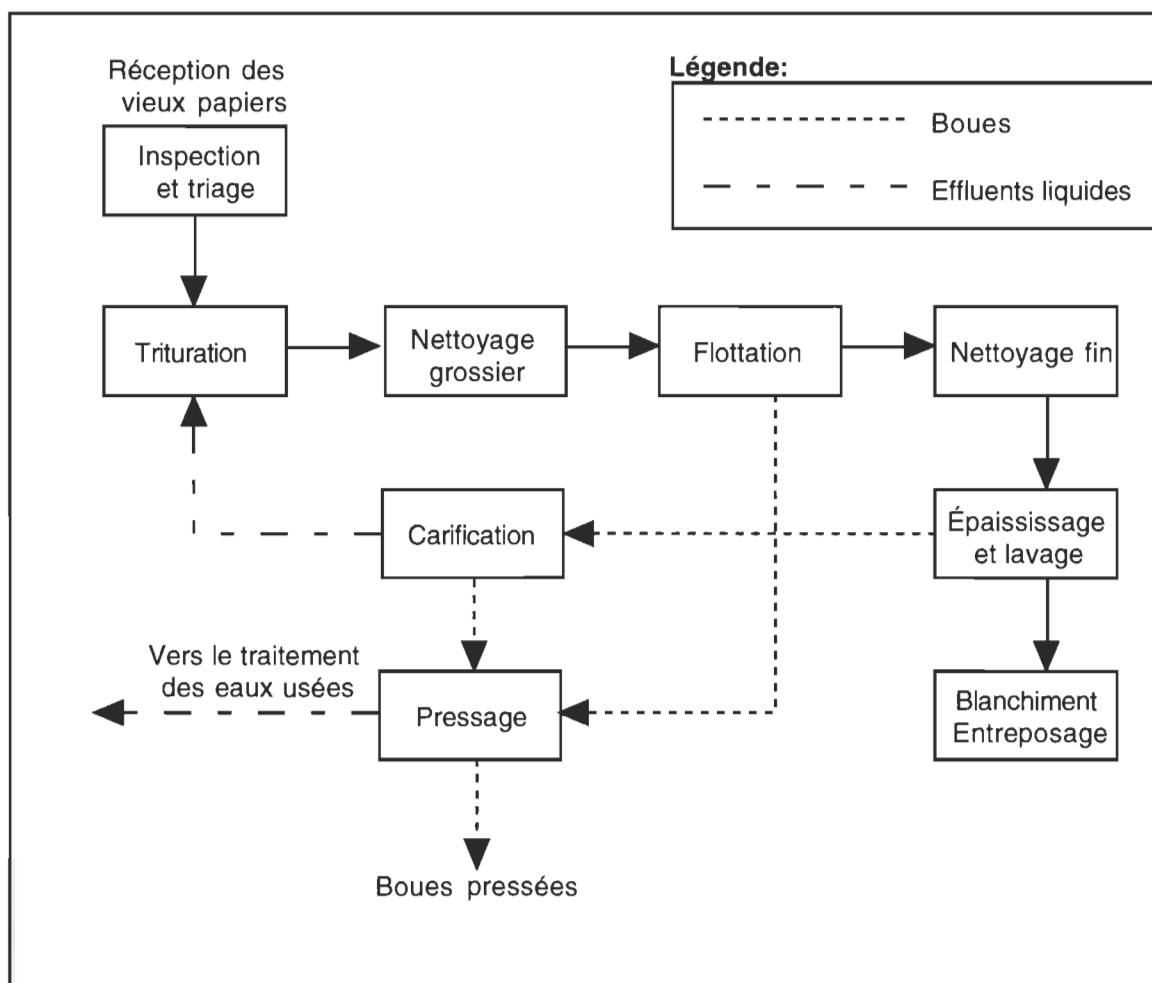 Réception des
vieux papiers
Inspection
et triage
Légende:
Boues
Effluents liquides
Trituration
Nettoyage
grossier
Flottation
Nettoyage fin
Carification
Épaississage
et lavage
Vers le traitement
des eaux usées
Pressage
Blanchiment
Entreposage
Boues pressées